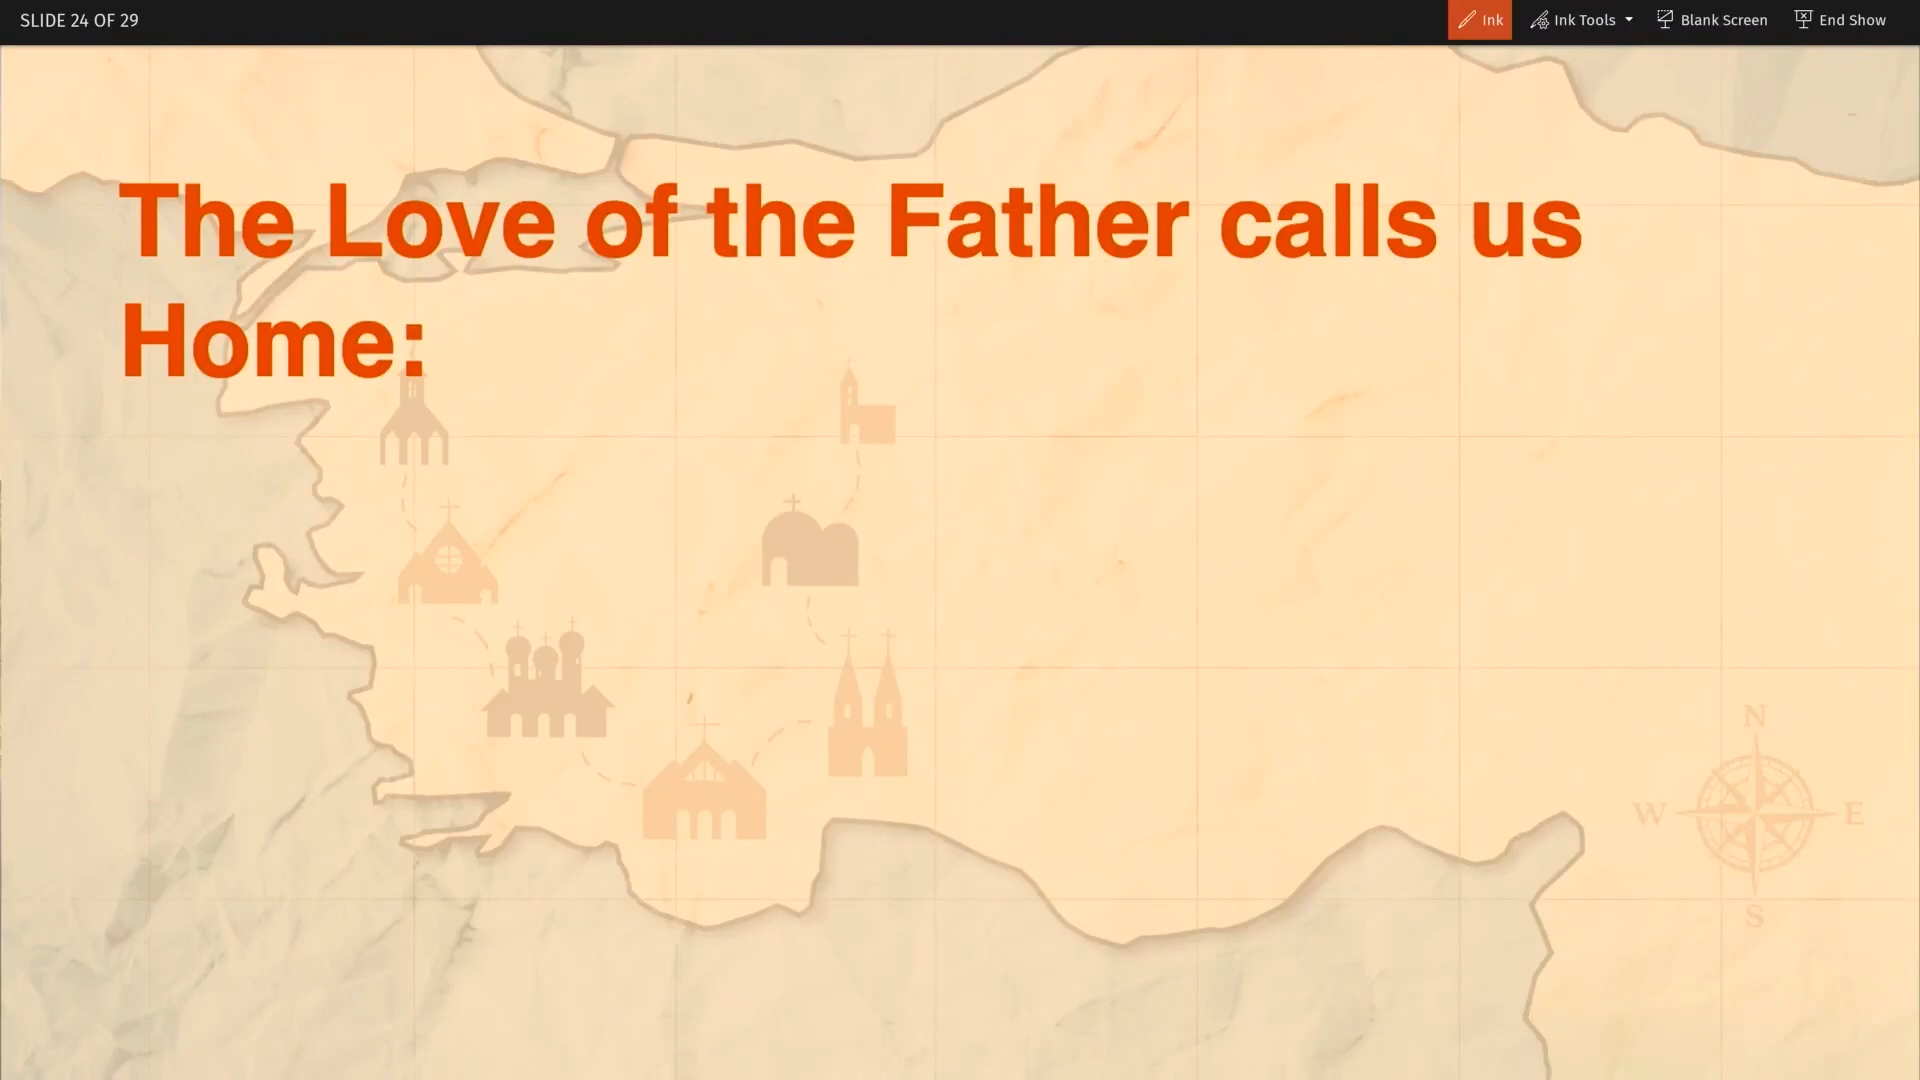 SLIDE 24 OF 29
Ink
Ink Tools
Blank Screen
End Show
The Love of the Father calls us
Home:
N
W
E
S